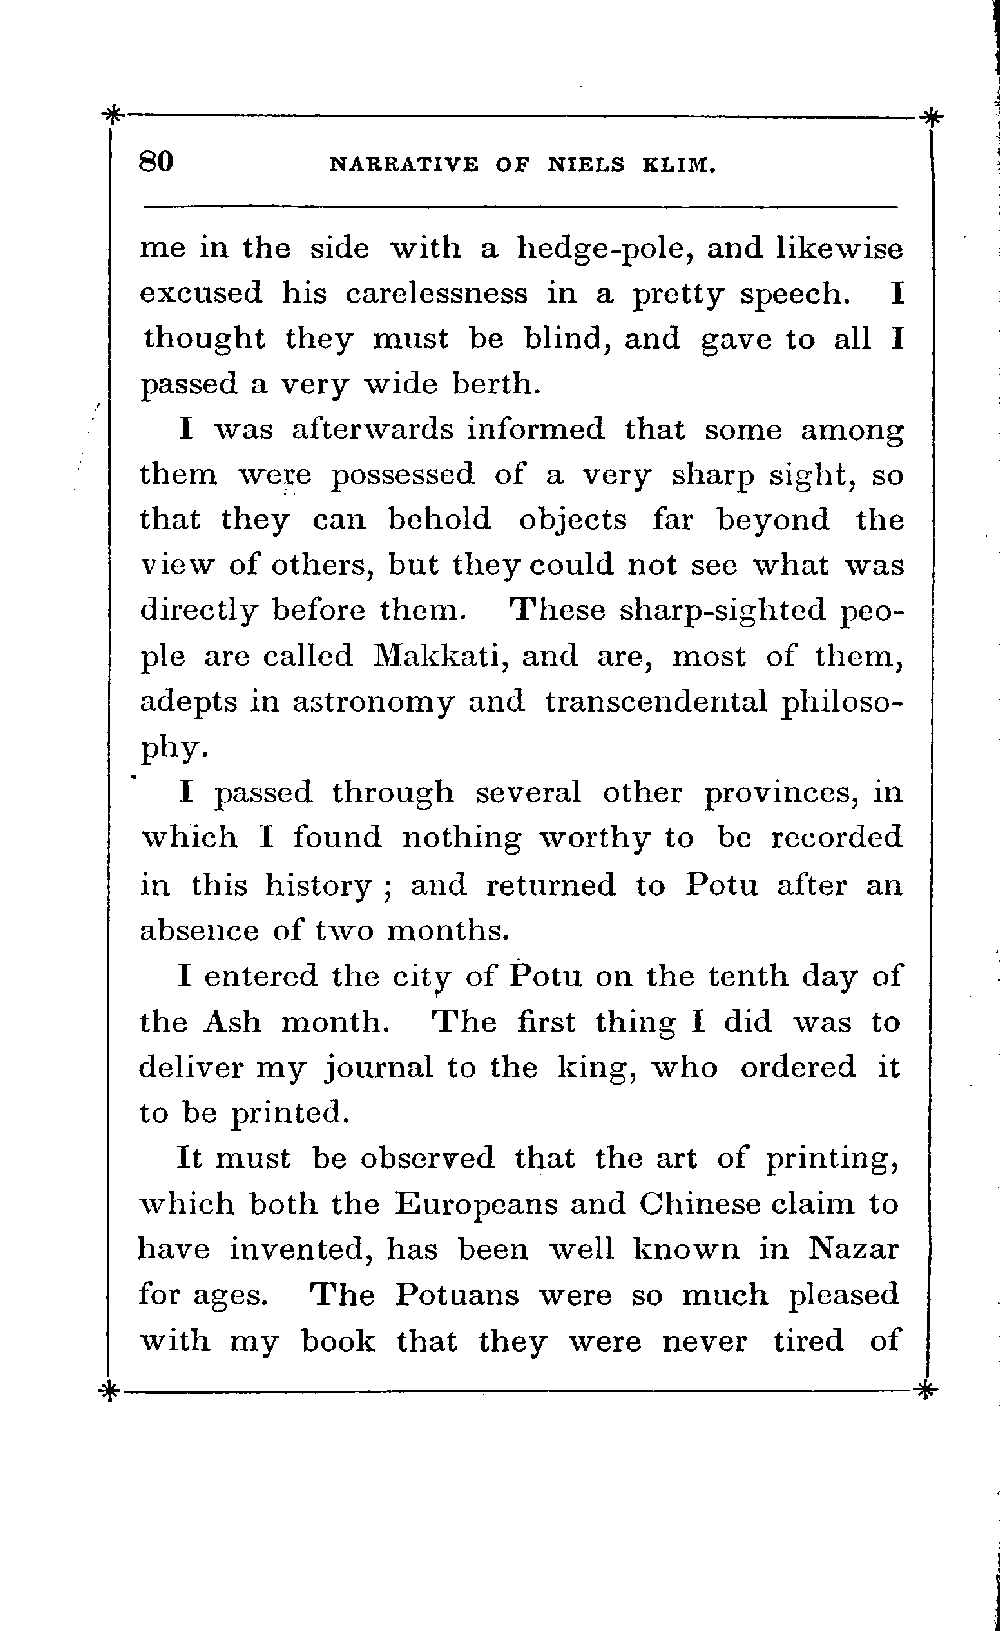 80 NARRATIVE OF NIELS KLIM.
me in the side with a hedge-pole, and likewise
excused his carelessness in a pretty speech. I
thought they must be blind, and gave to all I
passed a very wide berth.
I was afterwards informed that some among
them were possessed of a very sharp sight, so
that they can behold objects far beyond the
view of others, but they could not see what was
directly before them. These sharp-sighted peo-
ple are called Makkati, and are, most of them,
adepts in astronomy and transcendental philoso-
phy.
I passed through several other provinces, in
which I found nothing worthy to be recorded
in this history ; and returned to Potu after an
absence of two months.
I entered the city of Potu on the tenth day of
the Ash month. The first thing I did was to
deliver my journal to the king, who ordered it
to be printed.
It must be observed that the art of printing,
which both the Europeans and Chinese claim to
have invented, has been well known in Nazar
for ages. The Potuans were so much pleased
with my book that they were never tired of